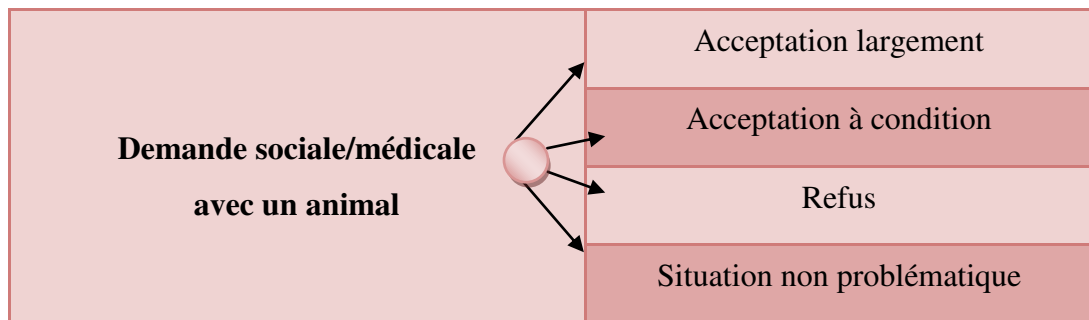 Demande sociale/médicale
avec un animal
Acceptation largement
Acceptation à condition
Refus
Situation non problématique